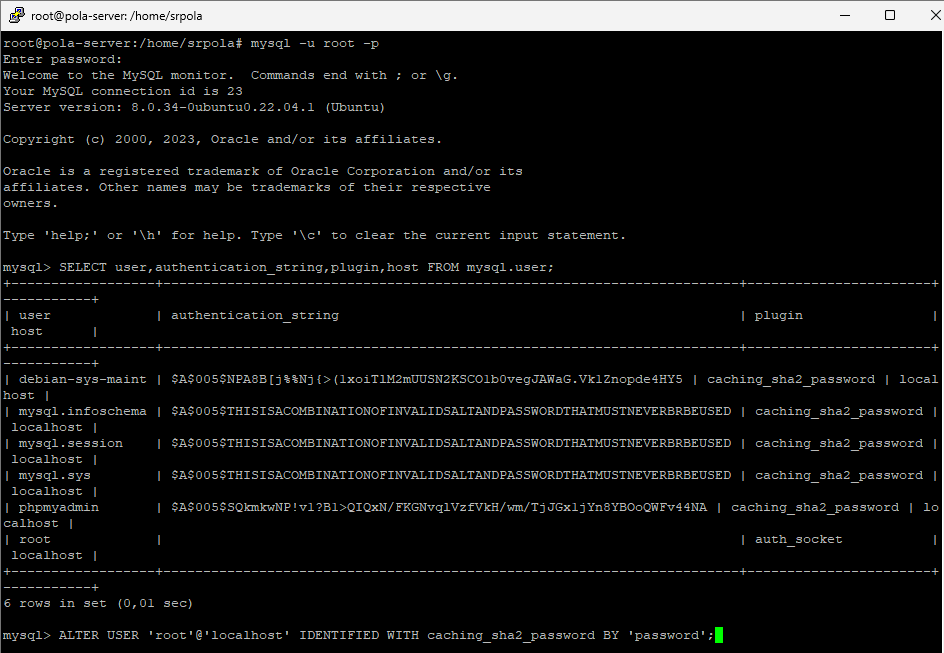 root@pola-server: /home/srpola
root@pola-server:/home/srpola# mysql -u root -p
Enter password:
Welcome to the MySQL monitor.  Commands end with ; or \g.
Your MySQL connection id is 23
Server version: 8.0.34-0ubuntu0.22.04.1 (Ubuntu)
Copyright (c) 2000, 2023, Oracle and/or its affiliates.
Oracle is a registered trademark of Oracle Corporation and/or its
affiliates. Other names may be trademarks of their respective
owners.
Type 'help;' or '\h' for help. Type '\c' to clear the current input statement.
mysql> SELECT user,authentication_string,plugin,host FROM mysql.user;
+------------------+------------------------------------------------------------------------+-----------------------+
-----------+
| user             | authentication_string                                                  | plugin                |
 host      |
+------------------+------------------------------------------------------------------------+-----------------------+
-----------+
| debian-sys-maint | $A$005$NPA8B[j%%Nj{>(1xoiT1M2mUUSN2KSCO1b0vegJAWaG.Vk1Znopde4HY5 | caching_sha2_password | local
host |
| mysql.infoschema | $A$005$THISISACOMBINATIONOFINVALIDSALTANDPASSWORDTHATMUSTNEVERBRBEUSED | caching_sha2_password |
 localhost |
| mysql.session    | $A$005$THISISACOMBINATIONOFINVALIDSALTANDPASSWORDTHATMUSTNEVERBRBEUSED | caching_sha2_password |
 localhost |
| mysql.sys        | $A$005$THISISACOMBINATIONOFINVALIDSALTANDPASSWORDTHATMUSTNEVERBRBEUSED | caching_sha2_password |
 localhost |
| phpmyadmin       | $A$005$SQkmkwNP!v1?Bl>QIQxN/FKGNvqlVzfVkH/wm/TjJGx1jYn8YBOoQWFv44NA | caching_sha2_password | lo
calhost |
| root             |                                                                        | auth_socket           |
 localhost |
+------------------+------------------------------------------------------------------------+-----------------------+
-----------+
6 rows in set (0,01 sec)
mysql> ALTER USER 'root'@'localhost' IDENTIFIED WITH caching_sha2_password BY 'password';